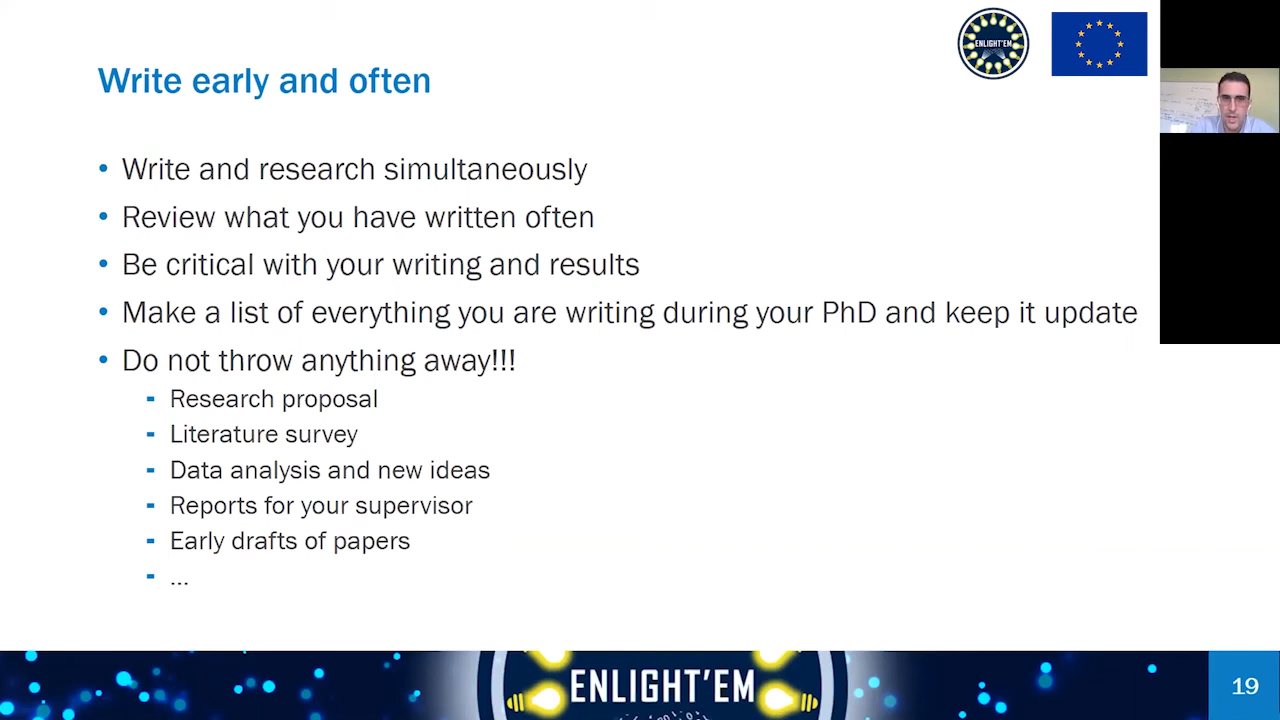 ENLIGHT'EM
Write early and often
• Write and research simultaneously
• Review what you have written often
• Be critical with your writing and results
• Make a list of everything you are writing during your PhD and keep it update
• Do not throw anything away!!!
- Research proposal
- Literature survey
- Data analysis and new ideas
- Reports for your supervisor
- Early drafts of papers
- ...
ENLIGHT'EM
19